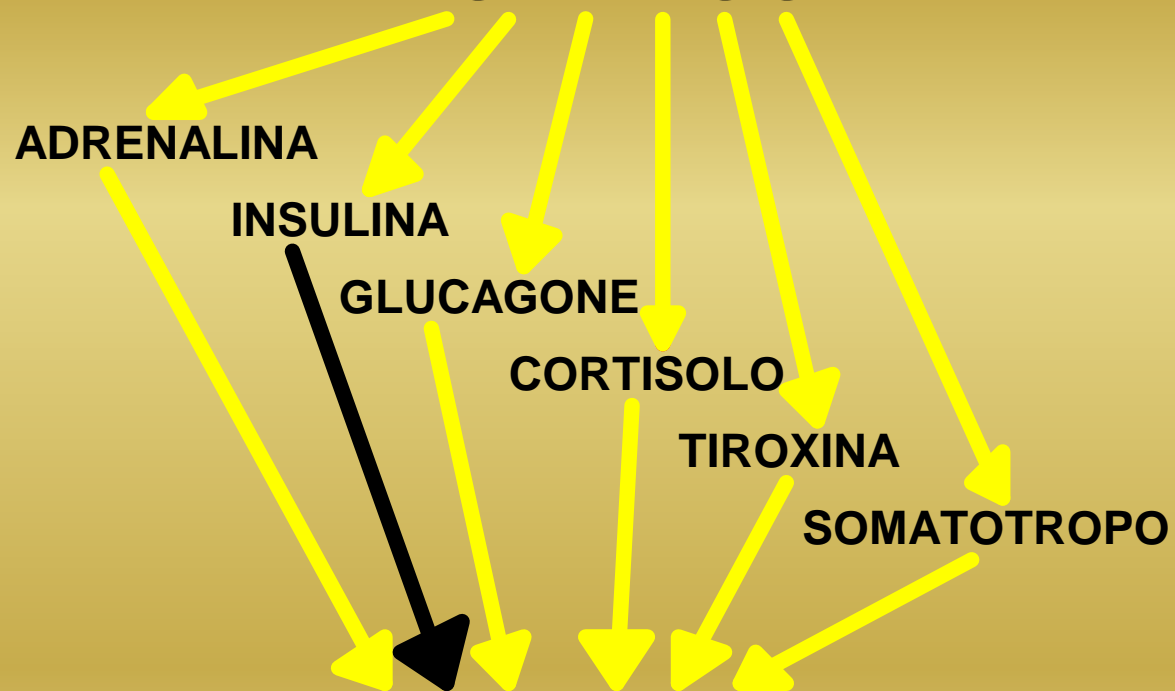 ADRENALINA
INSULINA
GLUCAGONE
CORTISOLO
TIROXINA
SOMATOTROPO